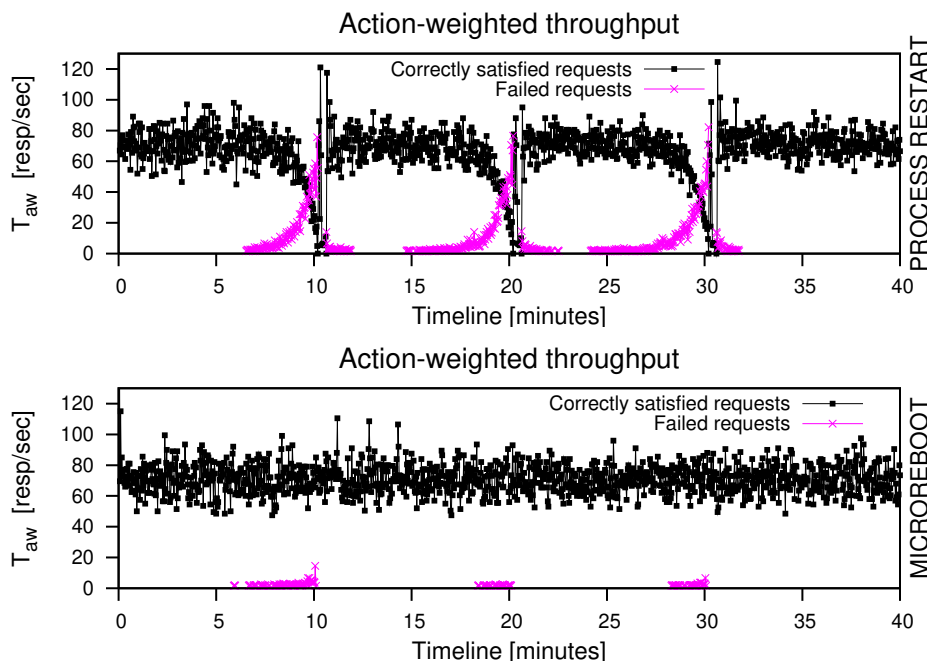 Action-weighted throughput
120
100
80
60
40
20
0
T_aw [resp/sec]
Correctly satisfied requests
Failed requests
PROCESS RESTART
0 5 10 15 20 25 30 35 40
Timeline [minutes]
Action-weighted throughput
120
100
80
60
40
20
0
T_aw [resp/sec]
Correctly satisfied requests
Failed requests
MICROREBOOT
0 5 10 15 20 25 30 35 40
Timeline [minutes]